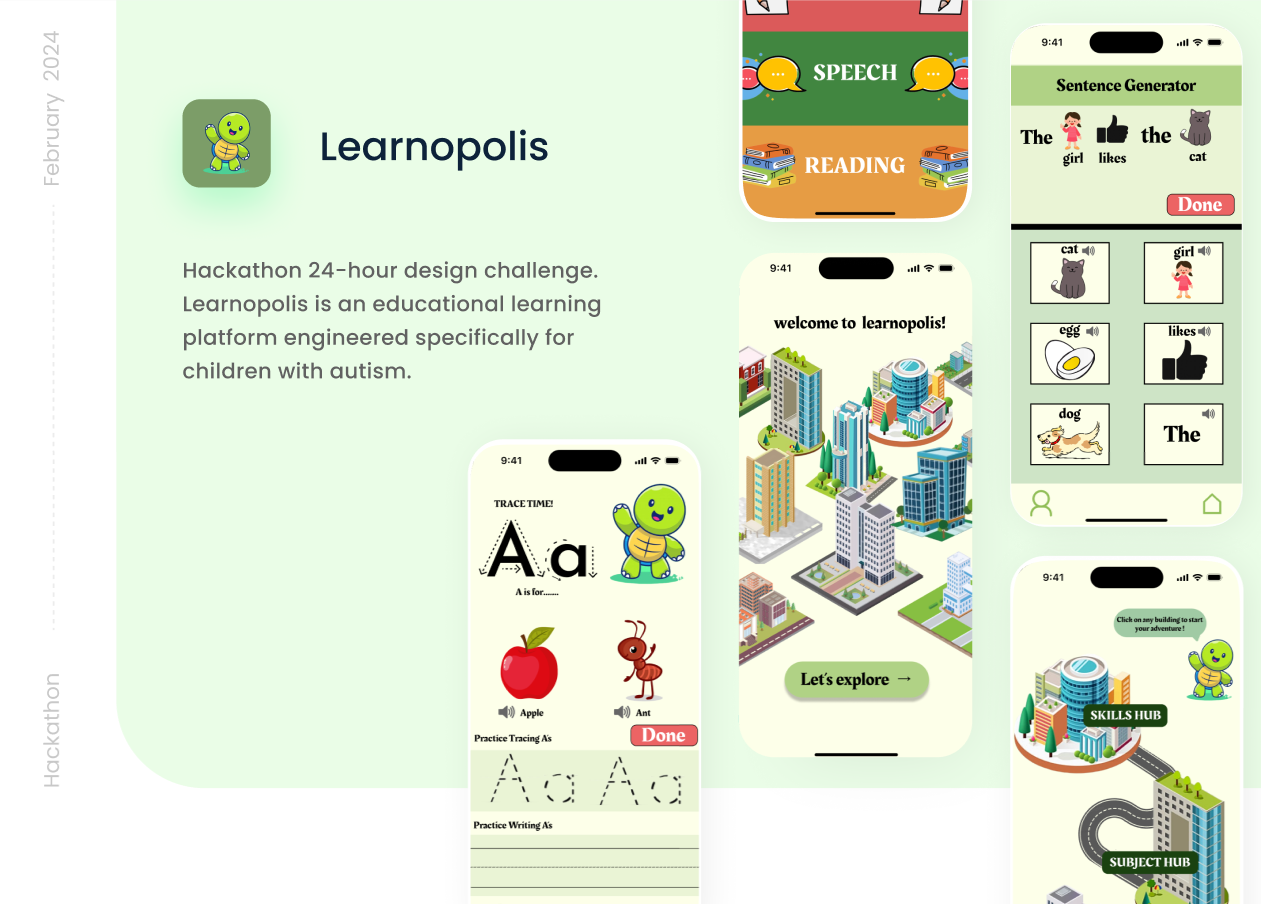 February 2024
Hackathon
Learnopolis
Hackathon 24-hour design challenge.
Learnopolis is an educational learning
platform engineered specifically for
children with autism.
9:41
TRACE TIME!
A a
A is for.......
Apple
Ant
Done
Practice Tracing A's
A a A a
Practice Writing A's
SPEECH
READING
9:41
welcome to learnopolis!
Let's explore →
9:41
Sentence Generator
The
the
girl
likes
cat
Done
cat
girl
egg
likes
dog
The
9:41
Click on any building to start
your adventure !
SKILLS HUB
SUBJECT HUB